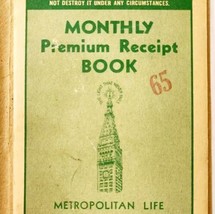 NOT DESTROY IT UNDER ANY CIRCUMSTANCES.
MONTHLY
Premium Receipt
BOOK
65
METROPOLITAN LIFE